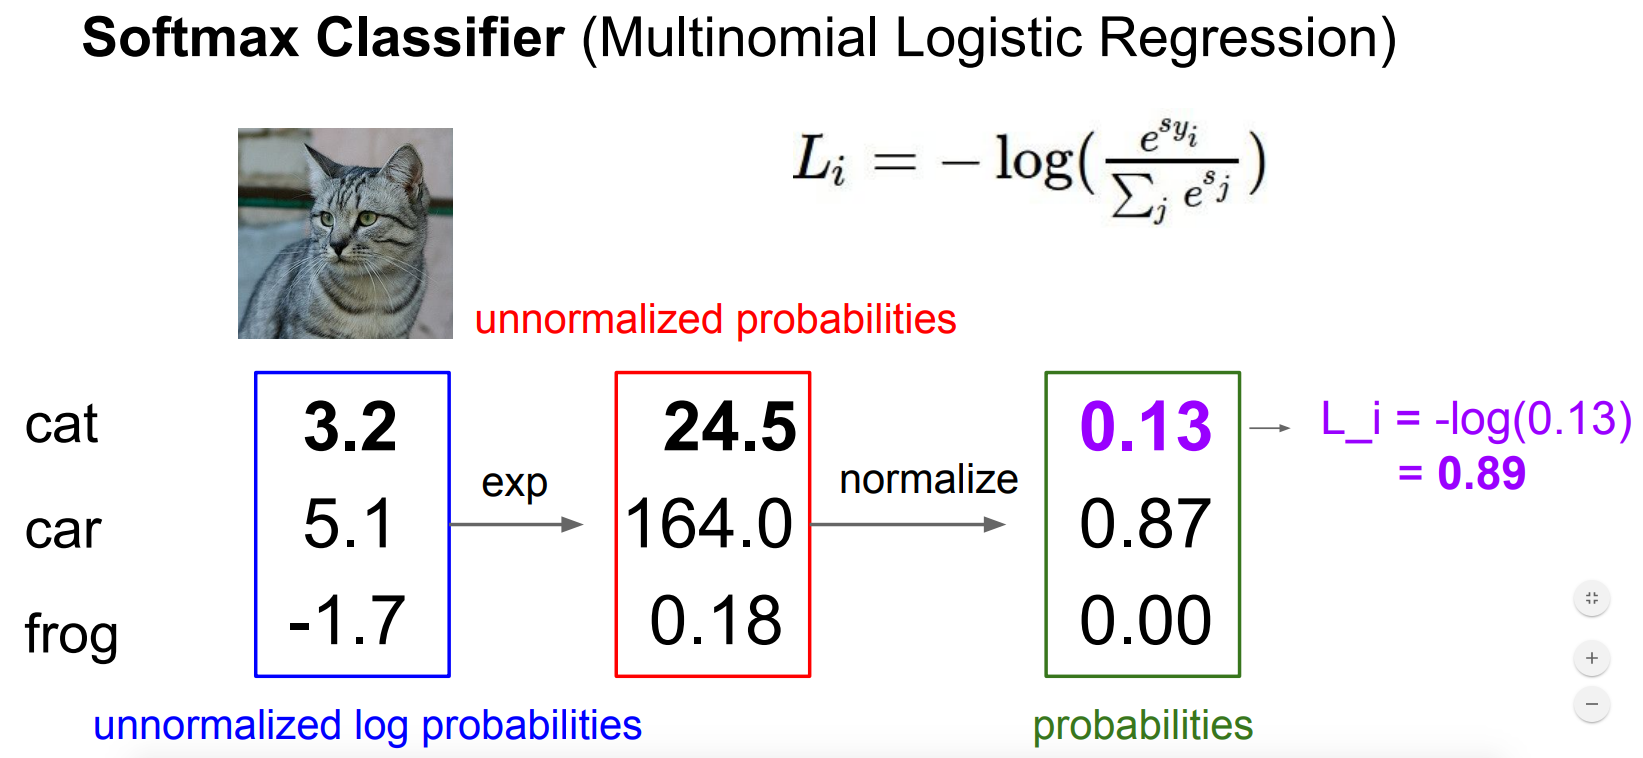 Softmax Classifier (Multinomial Logistic Regression)
L_i = − log( e^{s_{y_i}} / ∑_j e^{s_j} )
unnormalized probabilities
cat 3.2 24.5 0.13 L_i = -log(0.13)
= 0.89
exp normalize
car 5.1 164.0 0.87
frog -1.7 0.18 0.00
unnormalized log probabilities probabilities